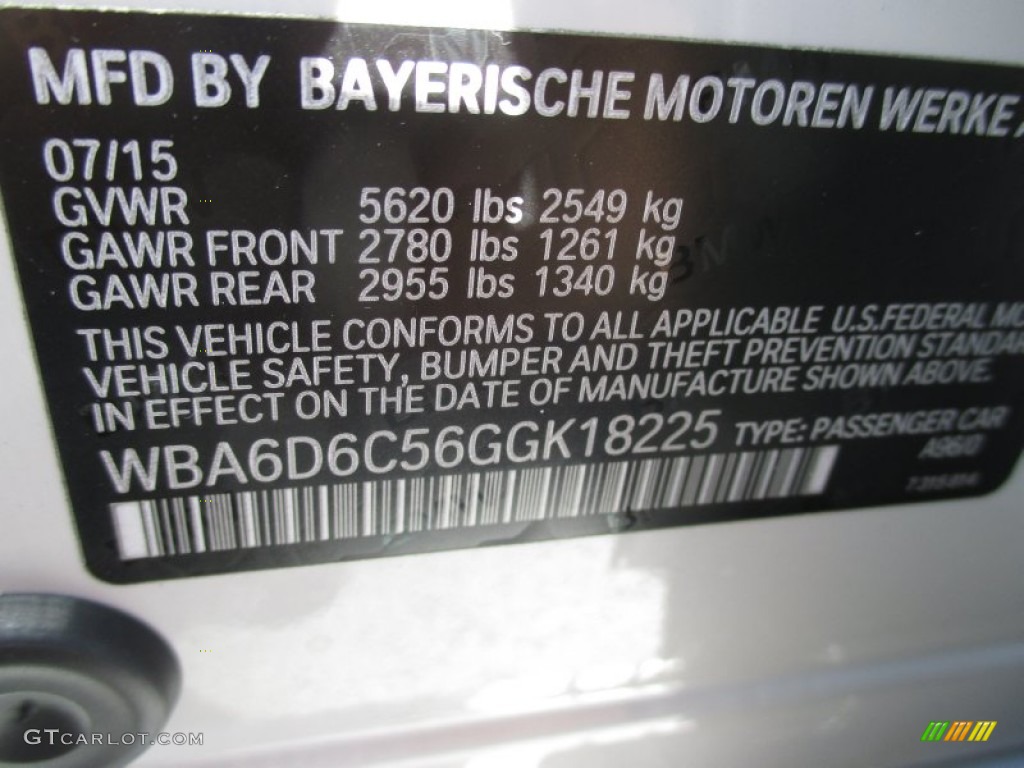 MFD BY BAYERISCHE MOTOREN WERKE
07/15
GVWR 5620 lbs 2549 kg
GAWR FRONT 2780 lbs 1261 kg
GAWR REAR 2955 lbs 1340 kg
THIS VEHICLE CONFORMS TO ALL APPLICABLE U.S.FEDERAL MO
VEHICLE SAFETY, BUMPER AND THEFT PREVENTION STANDAR
IN EFFECT ON THE DATE OF MANUFACTURE SHOWN ABOVE.
WBA6D6C56GGK18225 TYPE: PASSENGER CAR
GTCARLOT.COM